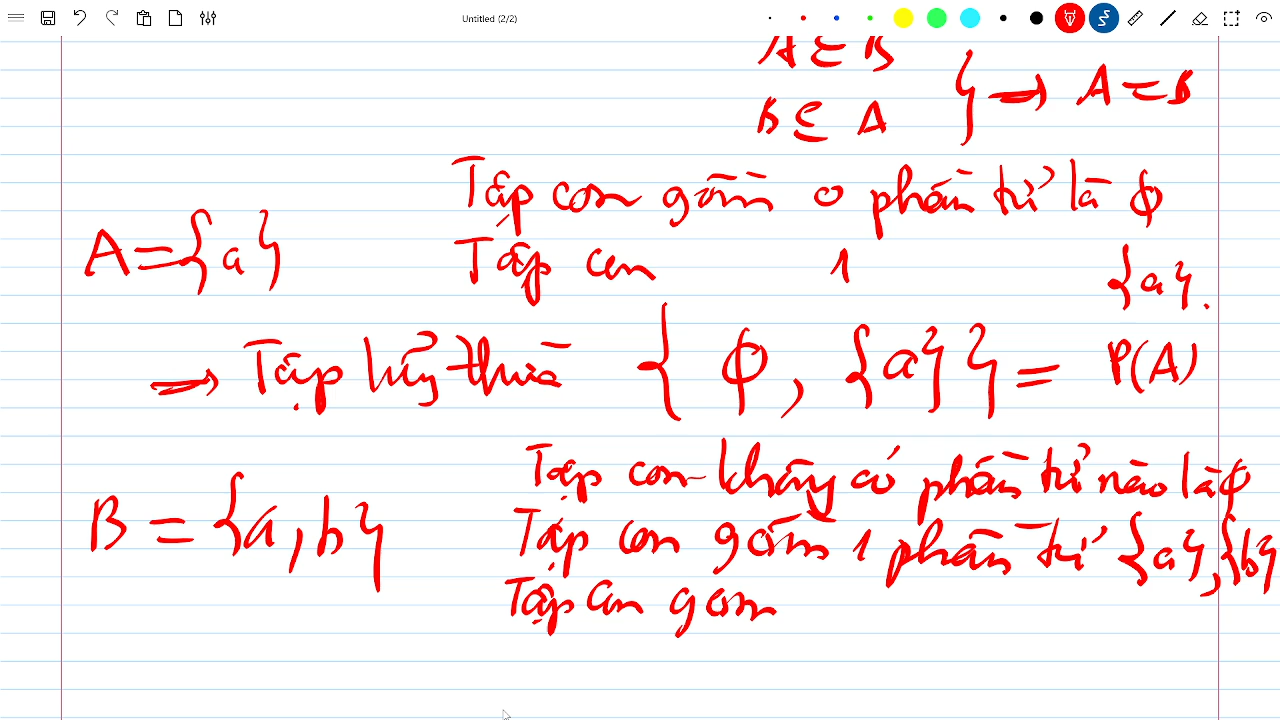 Untitled (2/2)
A ⊆ B
B ⊆ A } → A = B
Tập con gồm 0 phần tử là ϕ
A = {a} Tập con 1 {a}.
→ Tập lũy thừa { ϕ, {a} } = P(A)
Tập con không có phần tử nào là ϕ
B = {a, b} Tập con gồm 1 phần tử {a}, {b}
Tập con gom